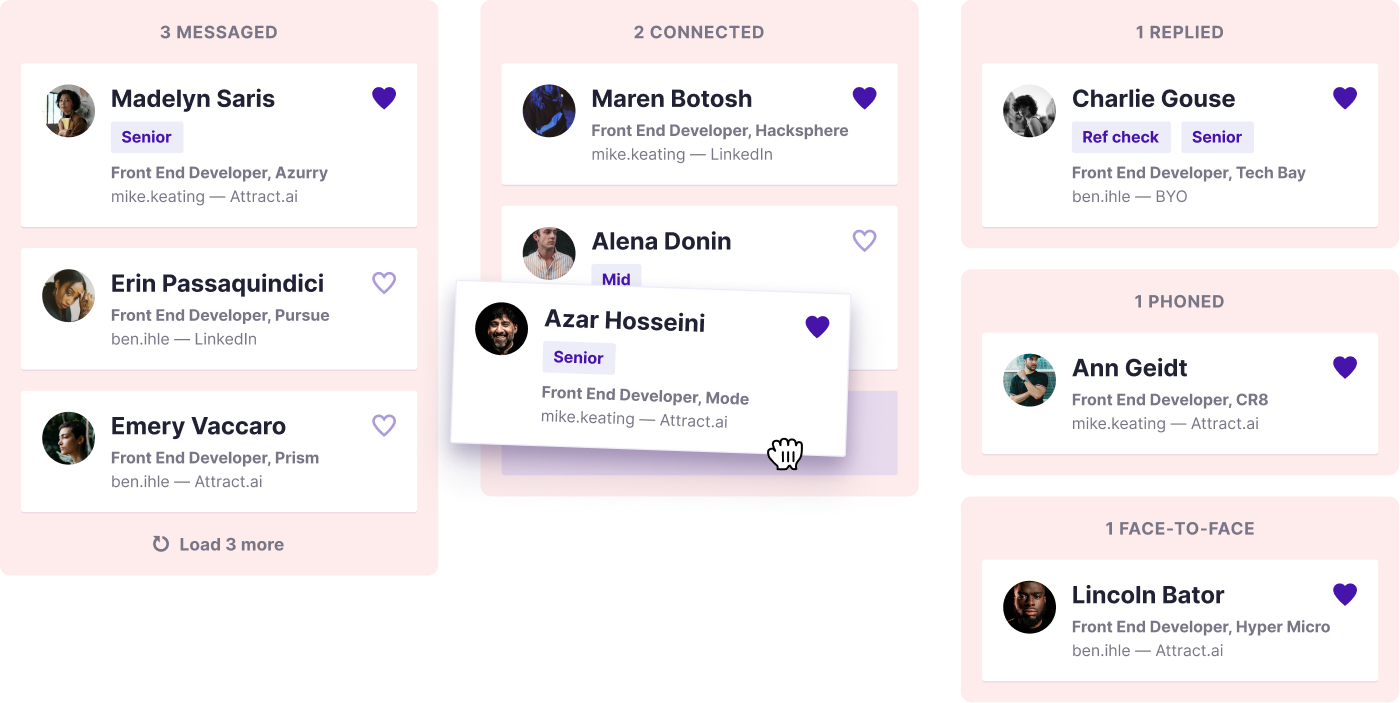 3 MESSAGED
Madelyn Saris
Senior
Front End Developer, Azurry
mike.keating — Attract.ai
Erin Passaquindici
Front End Developer, Pursue
ben.ihle — LinkedIn
Emery Vaccaro
Front End Developer, Prism
ben.ihle — Attract.ai
Load 3 more
2 CONNECTED
Maren Botosh
Front End Developer, Hacksphere
mike.keating — LinkedIn
Alena Donin
Mid
Azar Hosseini
Senior
Front End Developer, Mode
mike.keating — Attract.ai
1 REPLIED
Charlie Gouse
Ref check Senior
Front End Developer, Tech Bay
ben.ihle — BYO
1 PHONED
Ann Geidt
Front End Developer, CR8
mike.keating — Attract.ai
1 FACE-TO-FACE
Lincoln Bator
Front End Developer, Hyper Micro
ben.ihle — Attract.ai